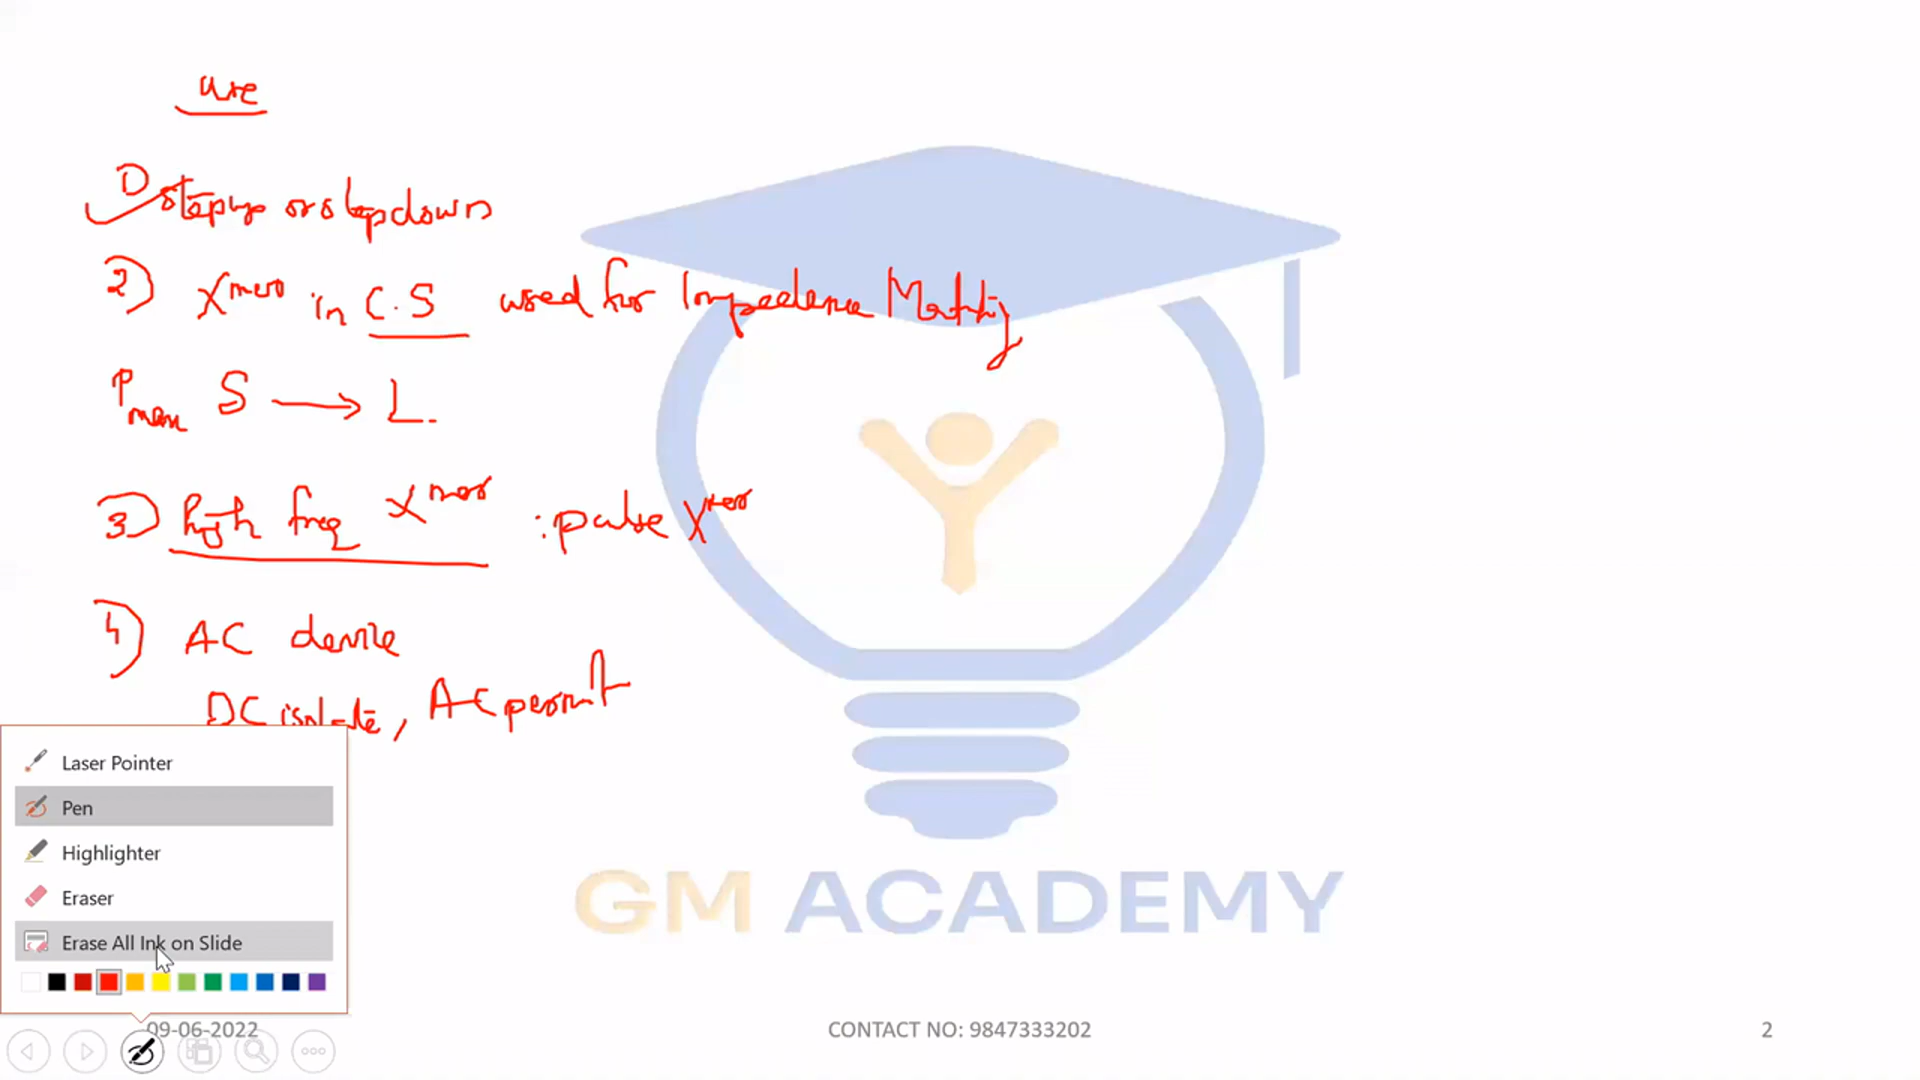 use
1) stepup or stepdown
2) Xmer in C.S used for Impedence Matching
Pmax S → L.
3) high freq Xmer : pulse Xmer
4) AC device
DC isolate, AC permit
Laser Pointer
Pen
Highlighter
Eraser
Erase All Ink on Slide
GM ACADEMY
09-06-2022
CONTACT NO: 9847333202
2